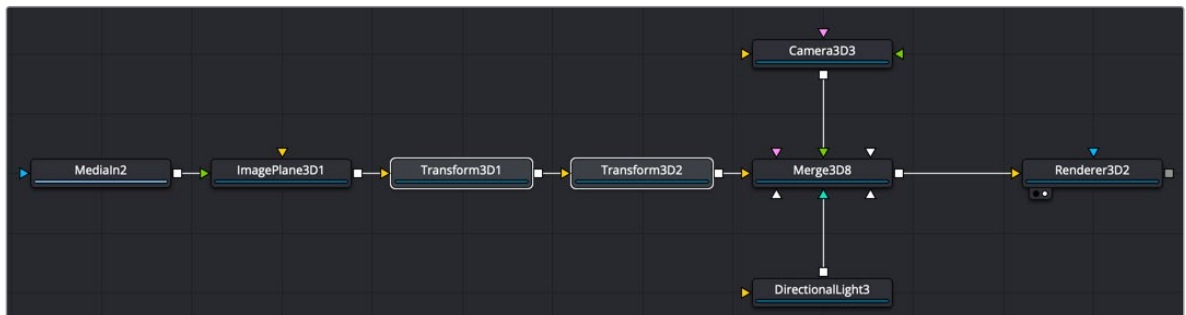 Camera3D3
MediaIn2
ImagePlane3D1
Transform3D1
Transform3D2
Merge3D8
Renderer3D2
DirectionalLight3